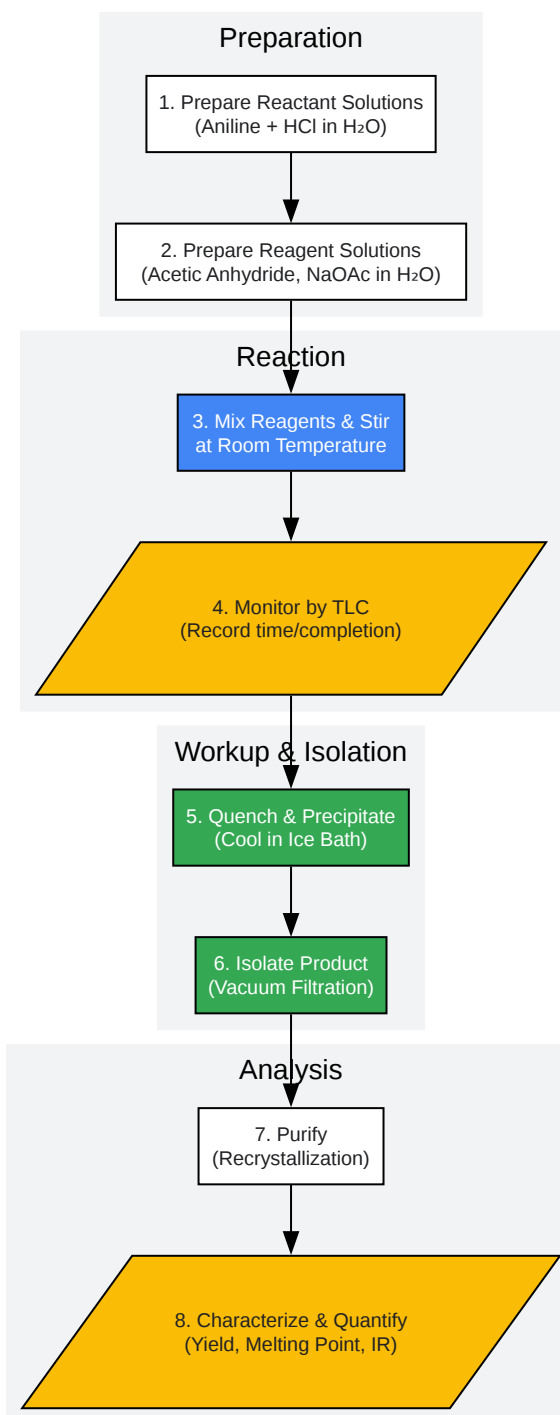 Preparation
1. Prepare Reactant Solutions
(Aniline + HCl in H₂O)
2. Prepare Reagent Solutions
(Acetic Anhydride, NaOAc in H₂O)
Reaction
3. Mix Reagents & Stir
at Room Temperature
4. Monitor by TLC
(Record time/completion)
Workup & Isolation
5. Quench & Precipitate
(Cool in Ice Bath)
6. Isolate Product
(Vacuum Filtration)
Analysis
7. Purify
(Recrystallization)
8. Characterize & Quantify
(Yield, Melting Point, IR)